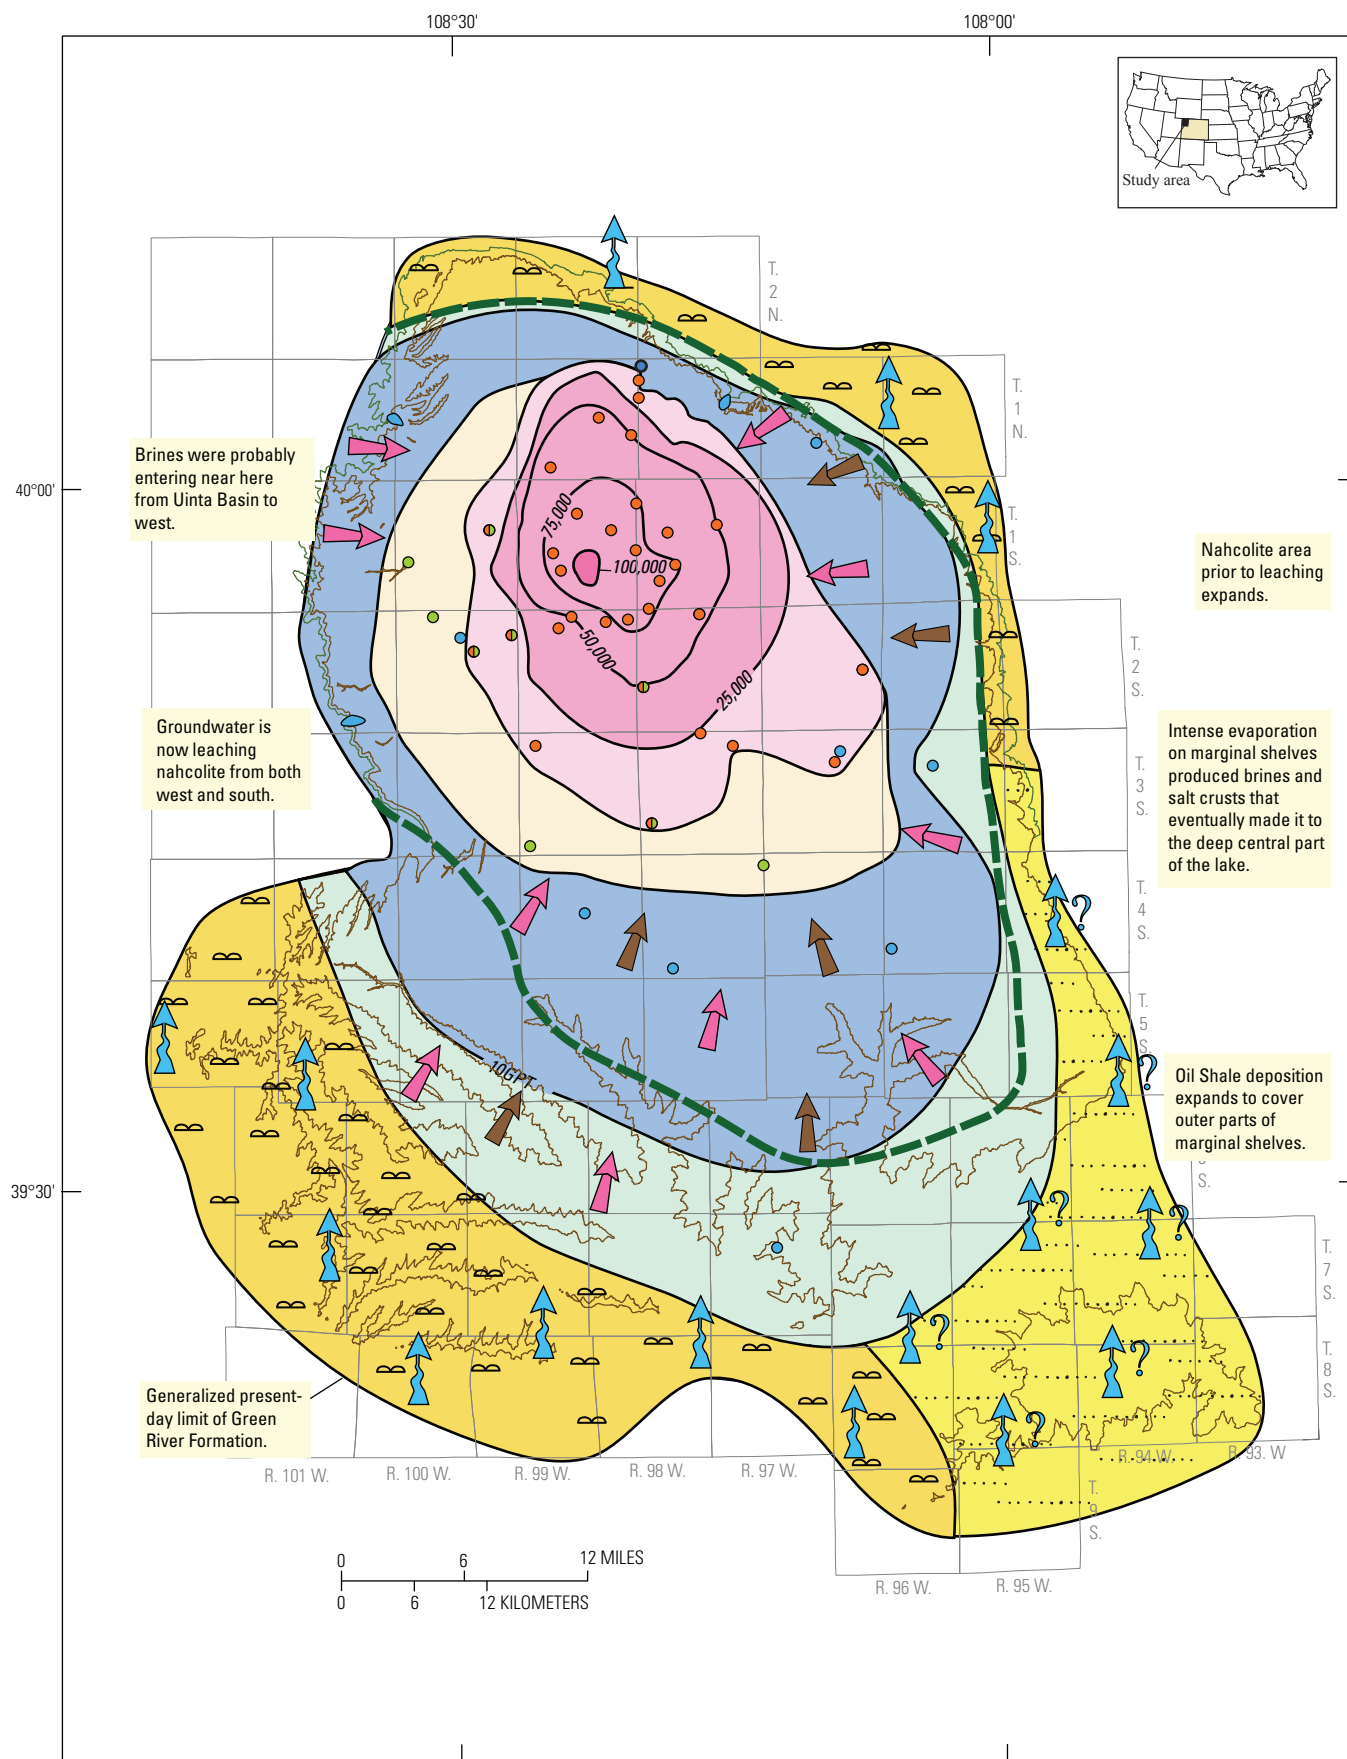 108°30'
108°00'
Study area
T.
2
N.
T.
1
N.
Brines were probably
entering near here
from Uinta Basin to
west.
40°00'
75,000
100,000
50,000
25,000
T.
1
S.
Nahcolite area
prior to leaching
expands.
T.
2
S.
Groundwater is
now leaching
nahcolite from both
west and south.
Intense evaporation
on marginal shelves
produced brines and
salt crusts that
eventually made it to
the deep central part
of the lake.
T.
3
S.
T.
4
S.
?
T.
5
S.
?
10GPT
Oil Shale deposition
expands to cover
outer parts of
marginal shelves.
S.
39°30'
?
?
T.
7
S.
?
?
T.
8
S.
Generalized present-
day limit of Green
River Formation.
?
R. 101 W.
R. 100 W.
R. 99 W.
R. 98 W.
R. 97 W.
R. 94 W.
R. 93. W
T.
9
S.
0 6 12 MILES
0 6 12 KILOMETERS
R. 96 W.
R. 95 W.